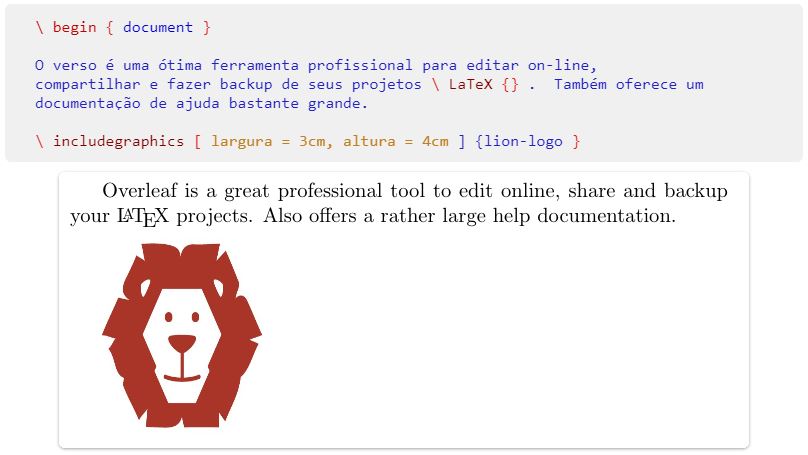 \ begin { document }
O verso é uma ótima ferramenta profissional para editar on-line,
compartilhar e fazer backup de seus projetos \ LaTeX {} . Também oferece um
documentação de ajuda bastante grande.
\ includegraphics [ largura = 3cm, altura = 4cm ] {lion-logo }
Overleaf is a great professional tool to edit online, share and backup
your LATEX projects. Also offers a rather large help documentation.